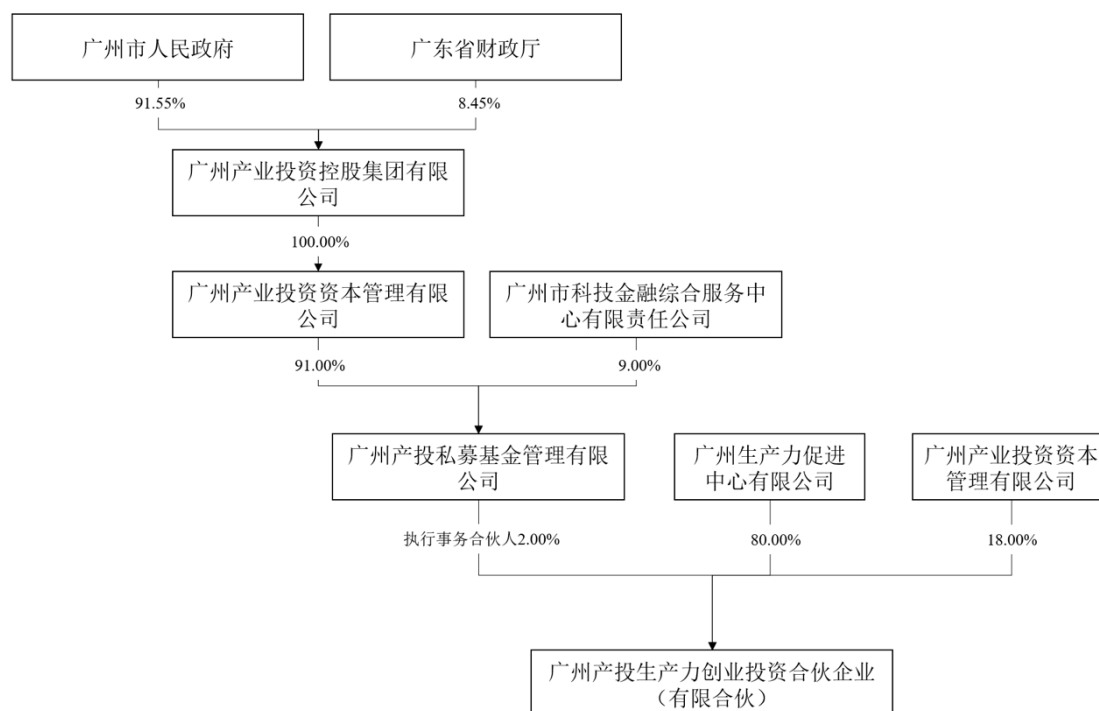 广州市人民政府
广东省财政厅
91.55%
8.45%
广州产业投资控股集团有限
公司
100.00%
广州产业投资资本管理有限
公司
广州市科技金融综合服务中
心有限责任公司
91.00%
9.00%
广州产投私募基金管理有限
公司
广州生产力促进
中心有限公司
广州产业投资资本
管理有限公司
执行事务合伙人2.00%
80.00%
18.00%
广州产投生产力创业投资合伙企业
（有限合伙）